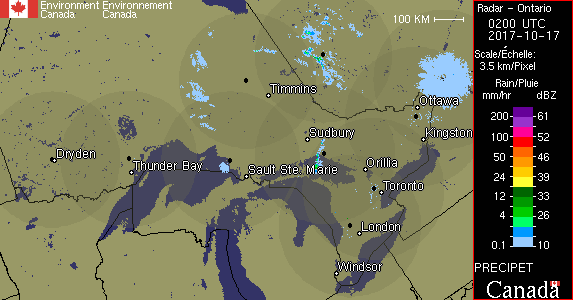 Environment Environnement
Canada Canada
100 KM
Timmins
Ottawa
Sudbury
Kingston
Dryden
Thunder Bay
Sault Ste. Marie
Orillia
Toronto
London
Windsor
Radar - Ontario
0200 UTC
2017-10-17
Scale/Échelle:
3.5 km/Pixel
Rain/Pluie
mm/hr dBZ
200 61
100 52
50 46
24 39
12 33
4 26
0.1 10
PRECIPET
Canada